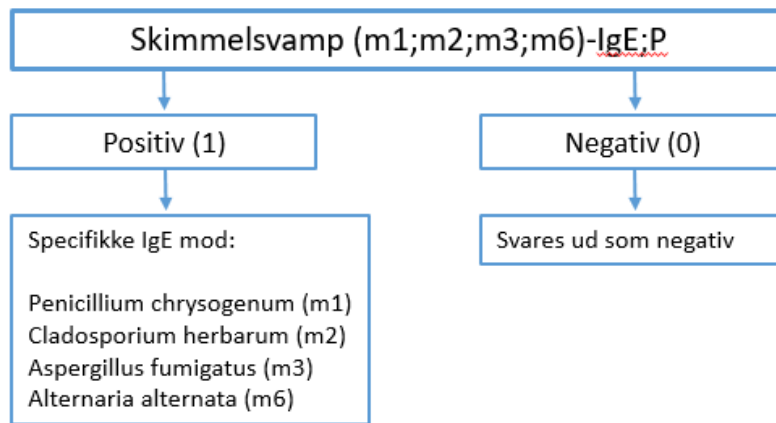 Skimmelsvamp (m1;m2;m3;m6)-IgE;P
Positiv (1)
Negativ (0)
Specifikke IgE mod:
Penicillium chrysogenum (m1)
Cladosporium herbarum (m2)
Aspergillus fumigatus (m3)
Alternaria alternata (m6)
Svares ud som negativ